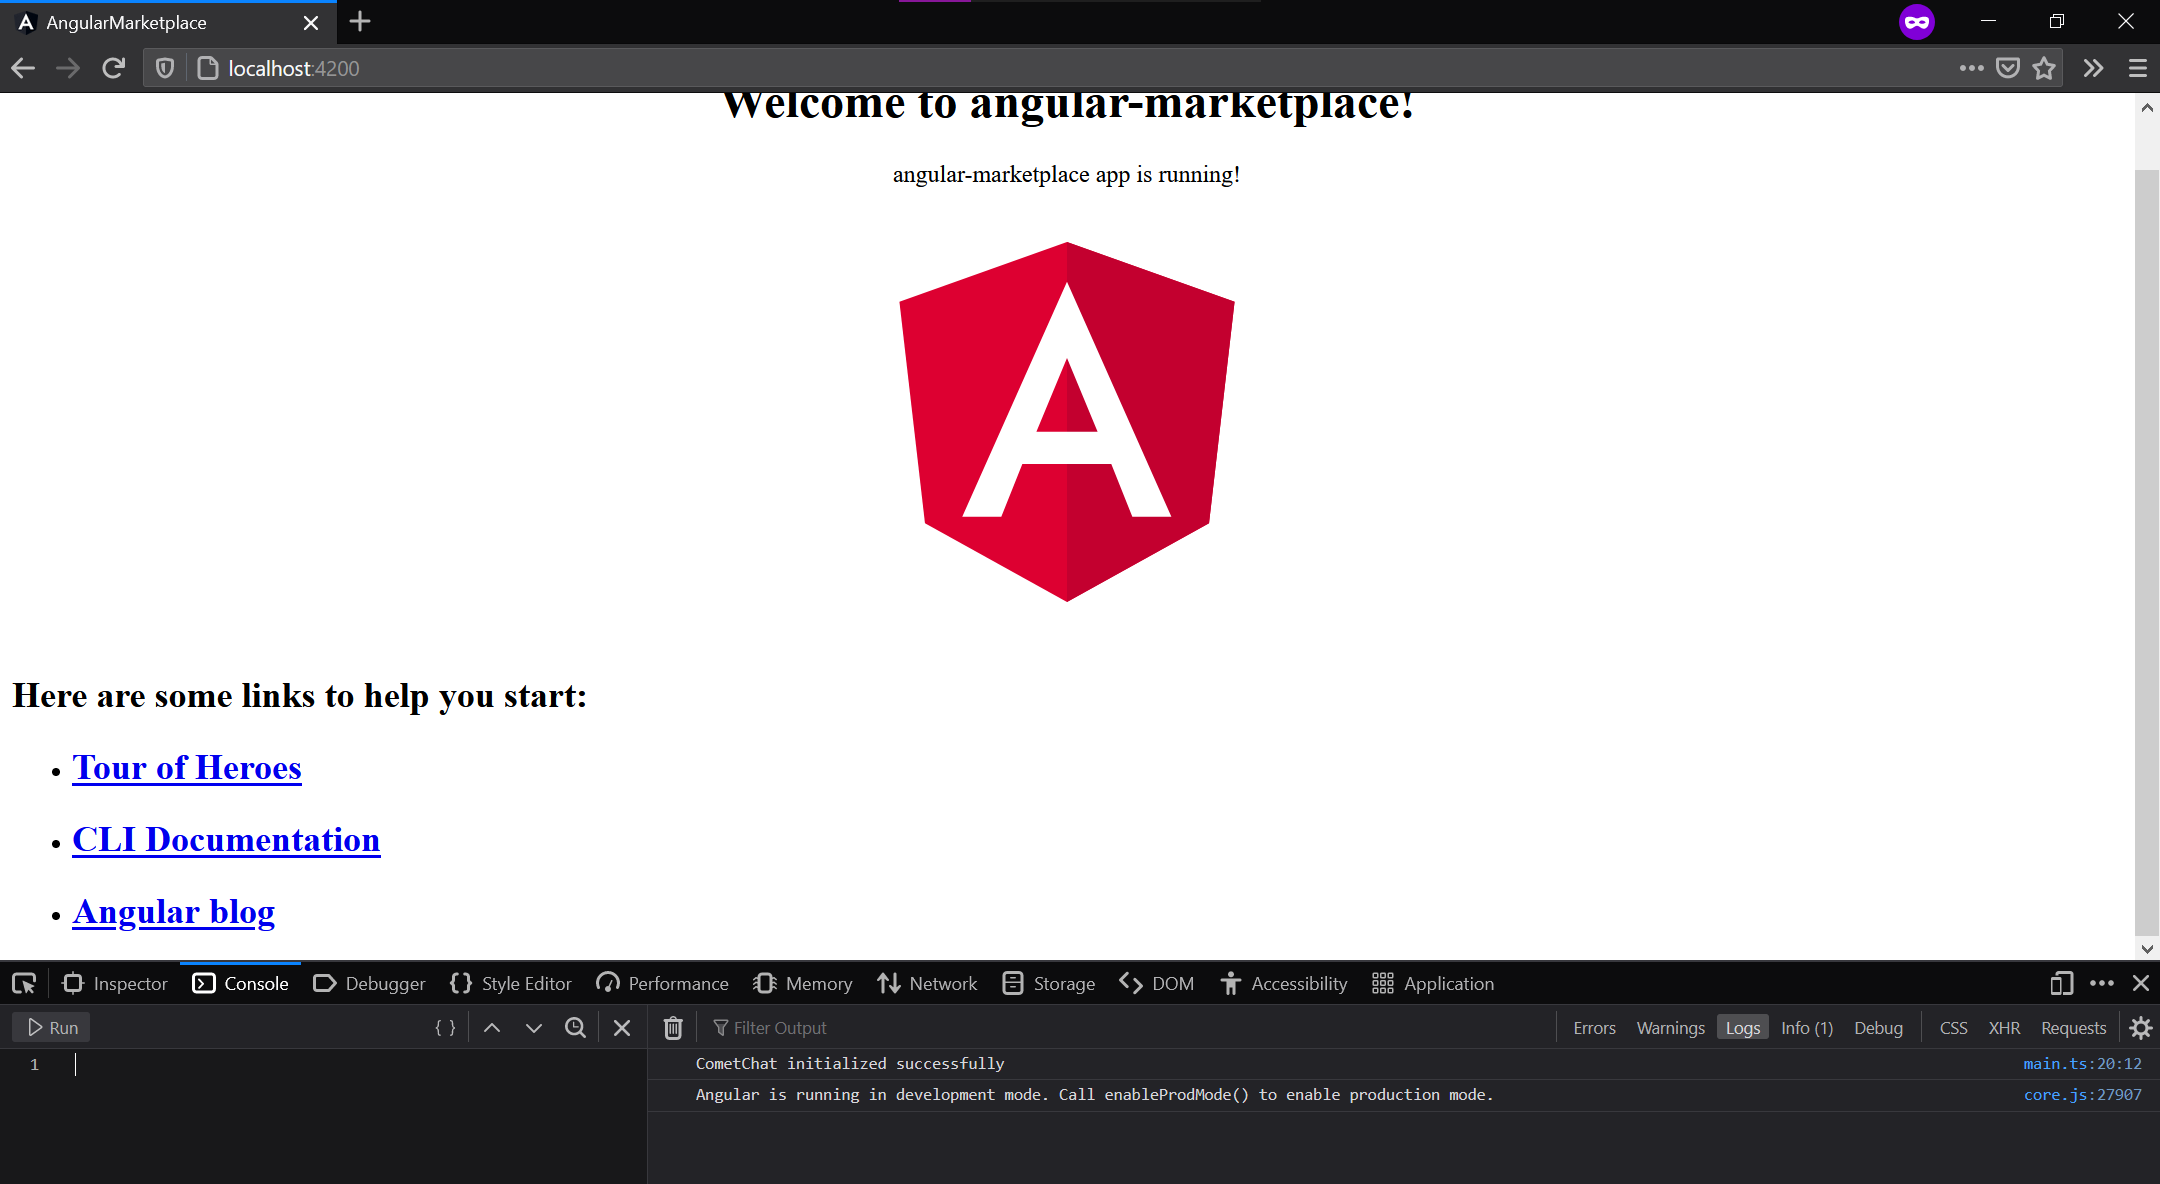 AngularMarketplace
localhost:4200
Welcome to angular-marketplace!
angular-marketplace app is running!
Here are some links to help you start:
Tour of Heroes
CLI Documentation
Angular blog
Inspector Console Debugger Style Editor Performance Memory Network Storage DOM Accessibility Application
Run Filter Output Errors Warnings Logs Info (1) Debug CSS XHR Requests
1
CometChat initialized successfully main.ts:20:12
Angular is running in development mode. Call enableProdMode() to enable production mode. core.js:27907